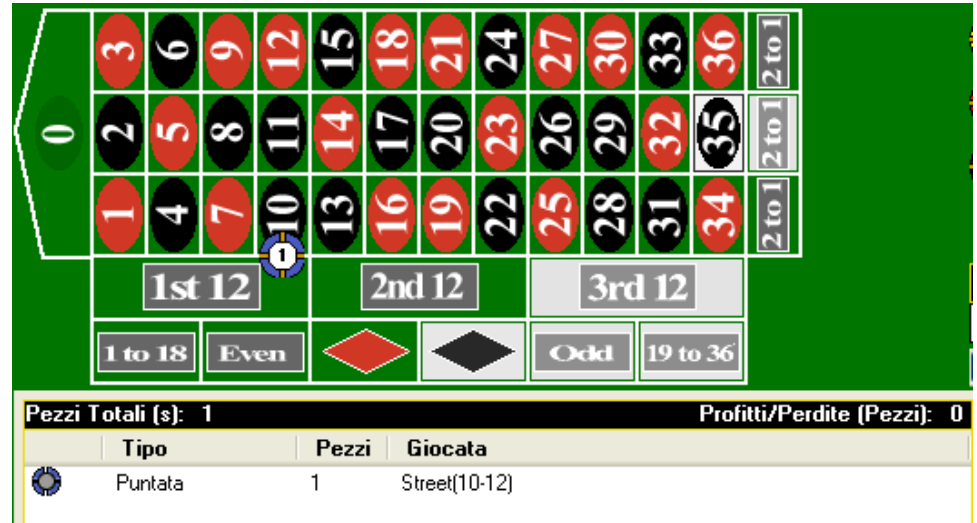 3 6 9 12 15 18 21 24 27 30 33 36 2 to 1
0 2 5 8 11 14 17 20 23 26 29 32 35 2 to 1
1 4 7 10 13 16 19 22 25 28 31 34 2 to 1
1
1st 12 2nd 12 3rd 12
1 to 18 Even Odd 19 to 36
Pezzi Totali (s): 1 Profitti/Perdite (Pezzi): 0
Tipo Pezzi Giocata
Puntata 1 Street(10-12)